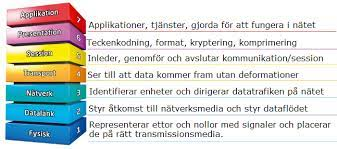 Applikation 7 Applikationer, tjänster, gjorda för att fungera i nätet
Presentation 6 Teckenkodning, format, kryptering, komprimering
Session 5 Inleder, genomför och avslutar kommunikation/session
Transport 4 Ser till att data kommer fram utan deformationer
Nätverk 3 Identifierar enheter och dirigerar datatrafiken på nätet
Datalänk 2 Styr åtkomst till nätverksmedia och styr dataflödet
Fysisk 1 Representerar ettor och nollor med signaler och placerar
de på rätt transmissionsmedia.